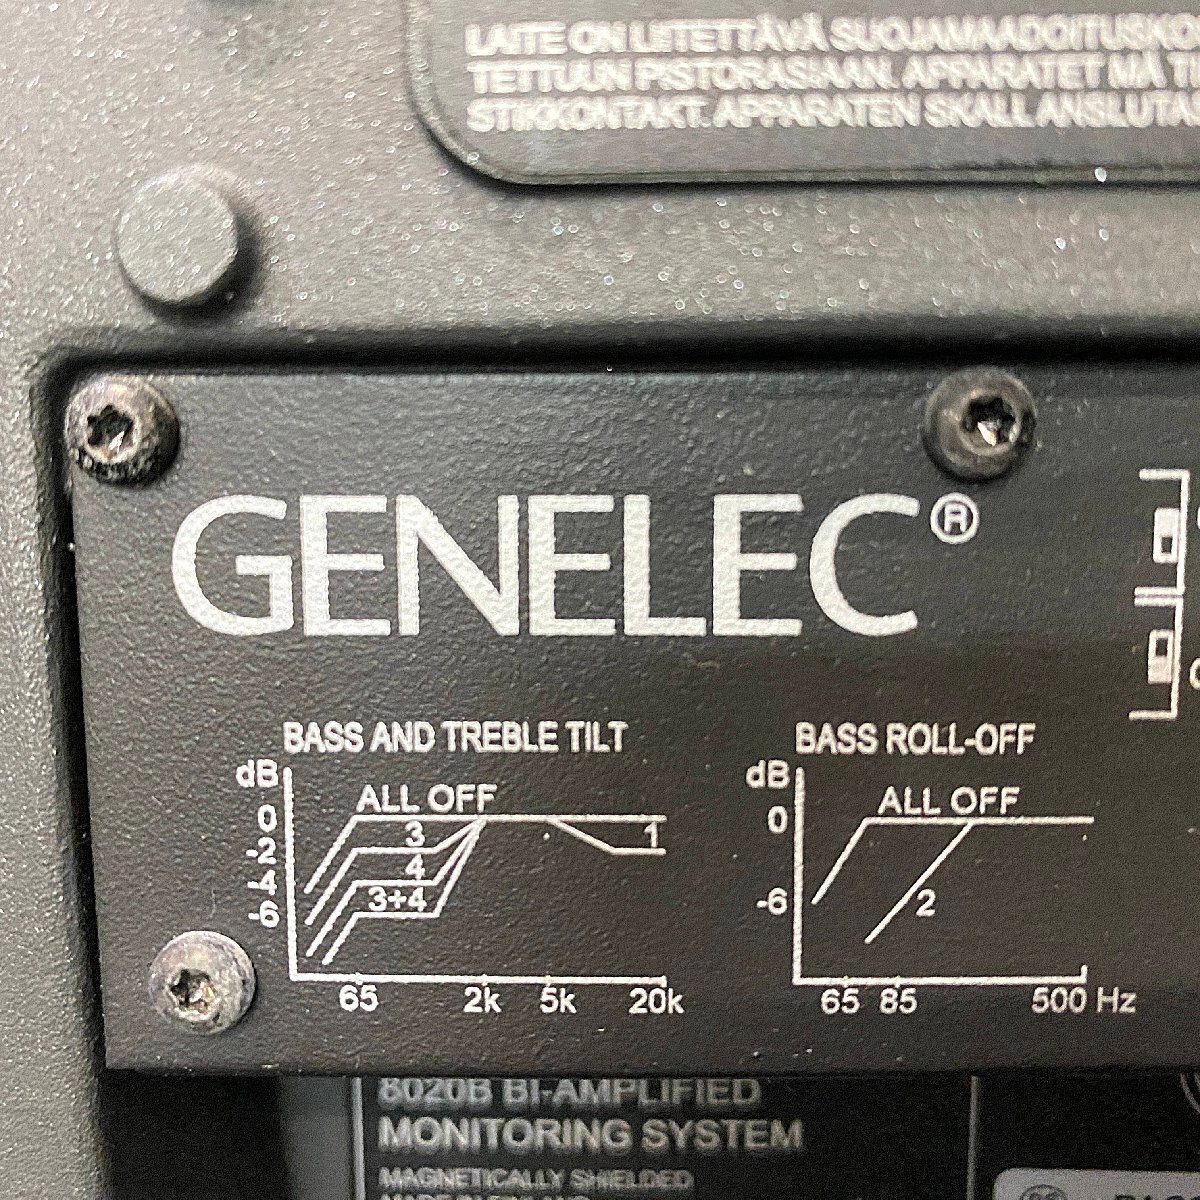 LAITE ON LIITETTÄVÄ SUOJAMAADOITUSKO
TETTUUN PISTORASIAAN. APPARATET MÅ TI
STIKKONTAKT. APPARATEN SKALL ANSLUTA
GENELEC®
BASS AND TREBLE TILT
dB
ALL OFF
0
-2
-4
-6
3
4
3+4
1
65 2k 5k 20k
BASS ROLL-OFF
dB
ALL OFF
0
-6
2
65 85 500 Hz
8020B BI-AMPLIFIED
MONITORING SYSTEM
MAGNETICALLY SHIELDED